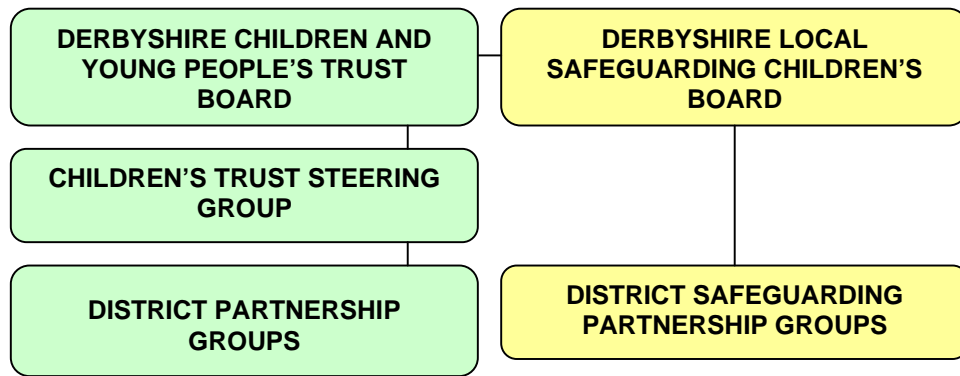 DERBYSHIRE CHILDREN AND
YOUNG PEOPLE’S TRUST
BOARD
DERBYSHIRE LOCAL
SAFEGUARDING CHILDREN’S
BOARD
CHILDREN’S TRUST STEERING
GROUP
DISTRICT PARTNERSHIP
GROUPS
DISTRICT SAFEGUARDING
PARTNERSHIP GROUPS